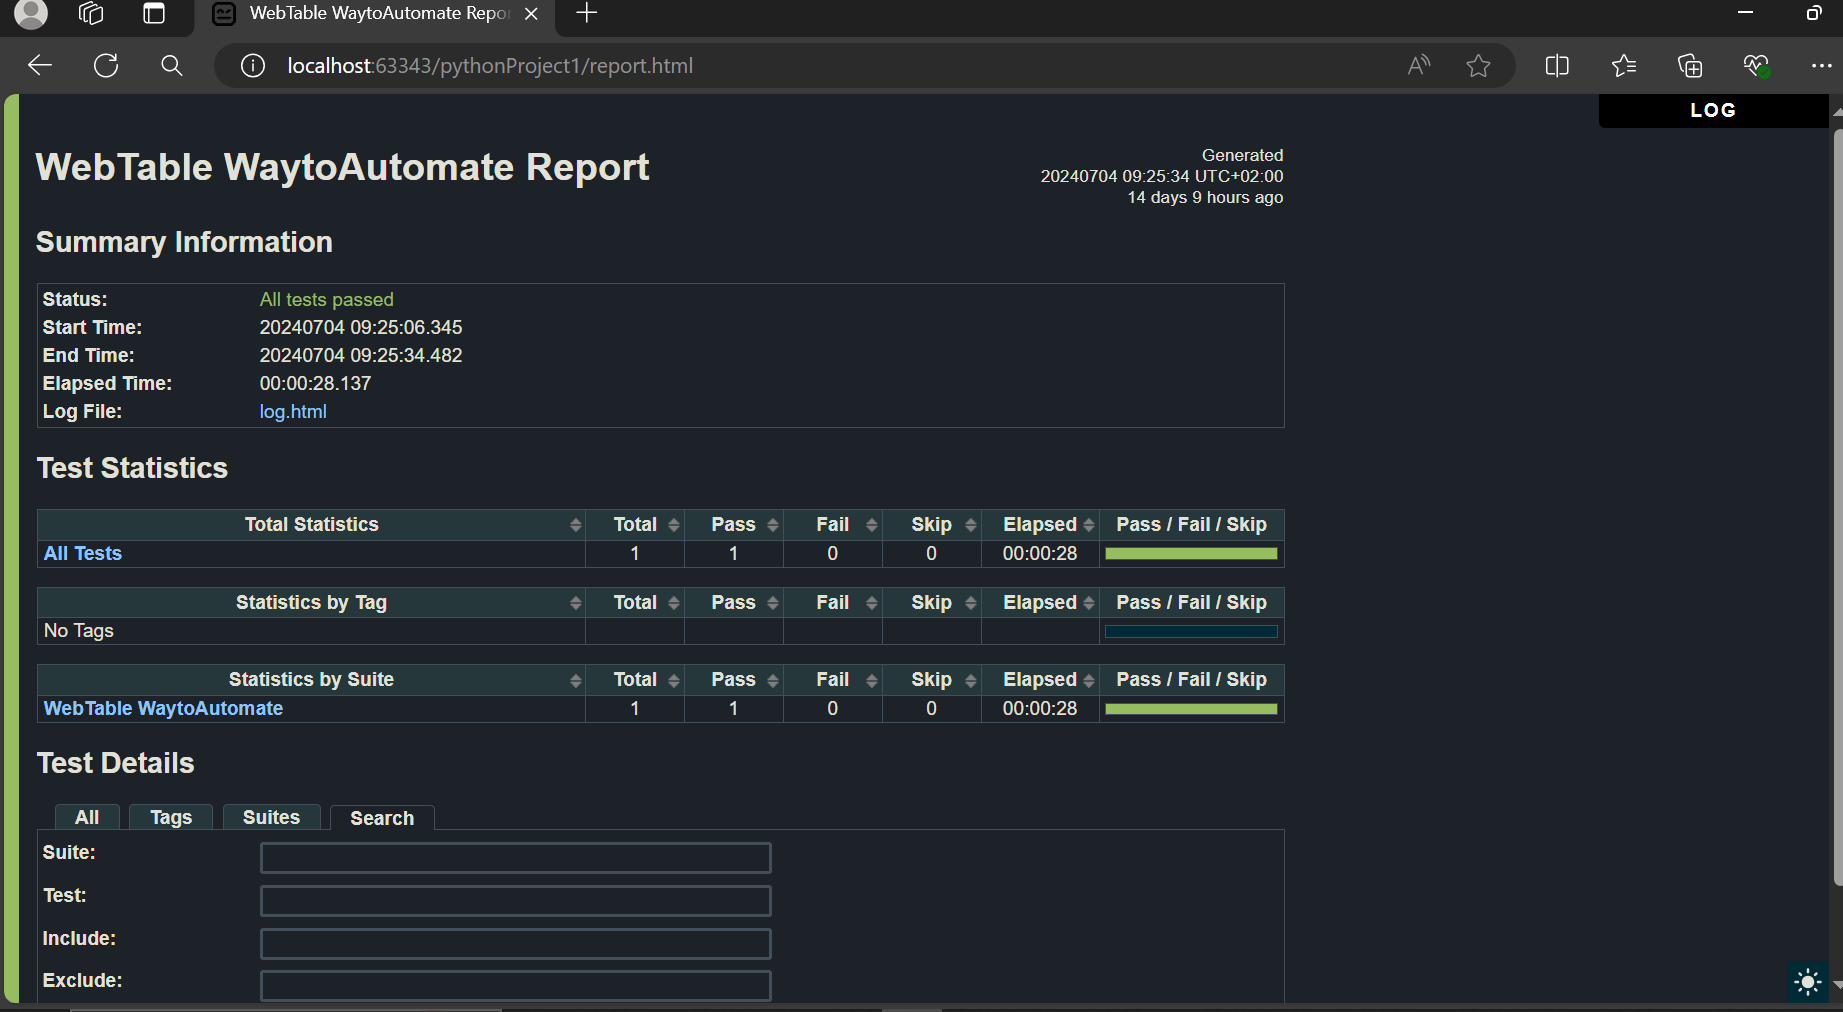 WebTable WaytoAutomate Repo
localhost:63343/pythonProject1/report.html
LOG
WebTable WaytoAutomate Report
Generated
20240704 09:25:34 UTC+02:00
14 days 9 hours ago
Summary Information
Status: All tests passed
Start Time: 20240704 09:25:06.345
End Time: 20240704 09:25:34.482
Elapsed Time: 00:00:28.137
Log File: log.html
Test Statistics
Total Statistics Total Pass Fail Skip Elapsed Pass / Fail / Skip
All Tests 1 1 0 0 00:00:28
Statistics by Tag Total Pass Fail Skip Elapsed Pass / Fail / Skip
No Tags
Statistics by Suite Total Pass Fail Skip Elapsed Pass / Fail / Skip
WebTable WaytoAutomate 1 1 0 0 00:00:28
Test Details
All Tags Suites Search
Suite:
Test:
Include:
Exclude: